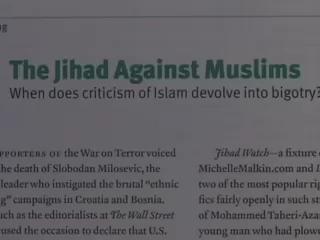 The Jihad Against Muslims
When does criticism of Islam devolve into bigotry?
PPORTERS OF the War on Terror voiced
the death of Slobodan Milosevic, the
leader who instigated the brutal “ethnic
g” campaigns in Croatia and Bosnia.
uch as the editorialists at The Wall Street
used the occasion to declare that U.S.
Jihad Watch—a fixture o
MichelleMalkin.com and L
two of the most popular rig
fics fairly openly in such st
of Mohammed Taheri-Azar
young man who had plowe